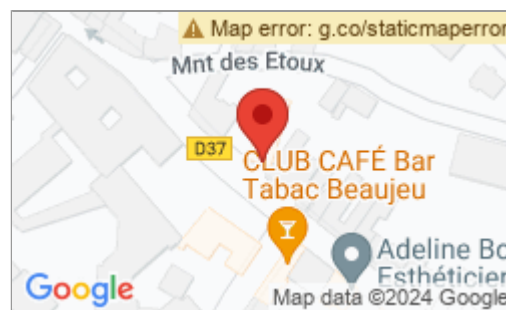 Map error: g.co/staticmaperror
Mnt des Etoux
D37
CLUB CAFÉ Bar
Tabac Beaujeu
Adeline Bo
Esthéticier
Google
Map data ©2024 Google